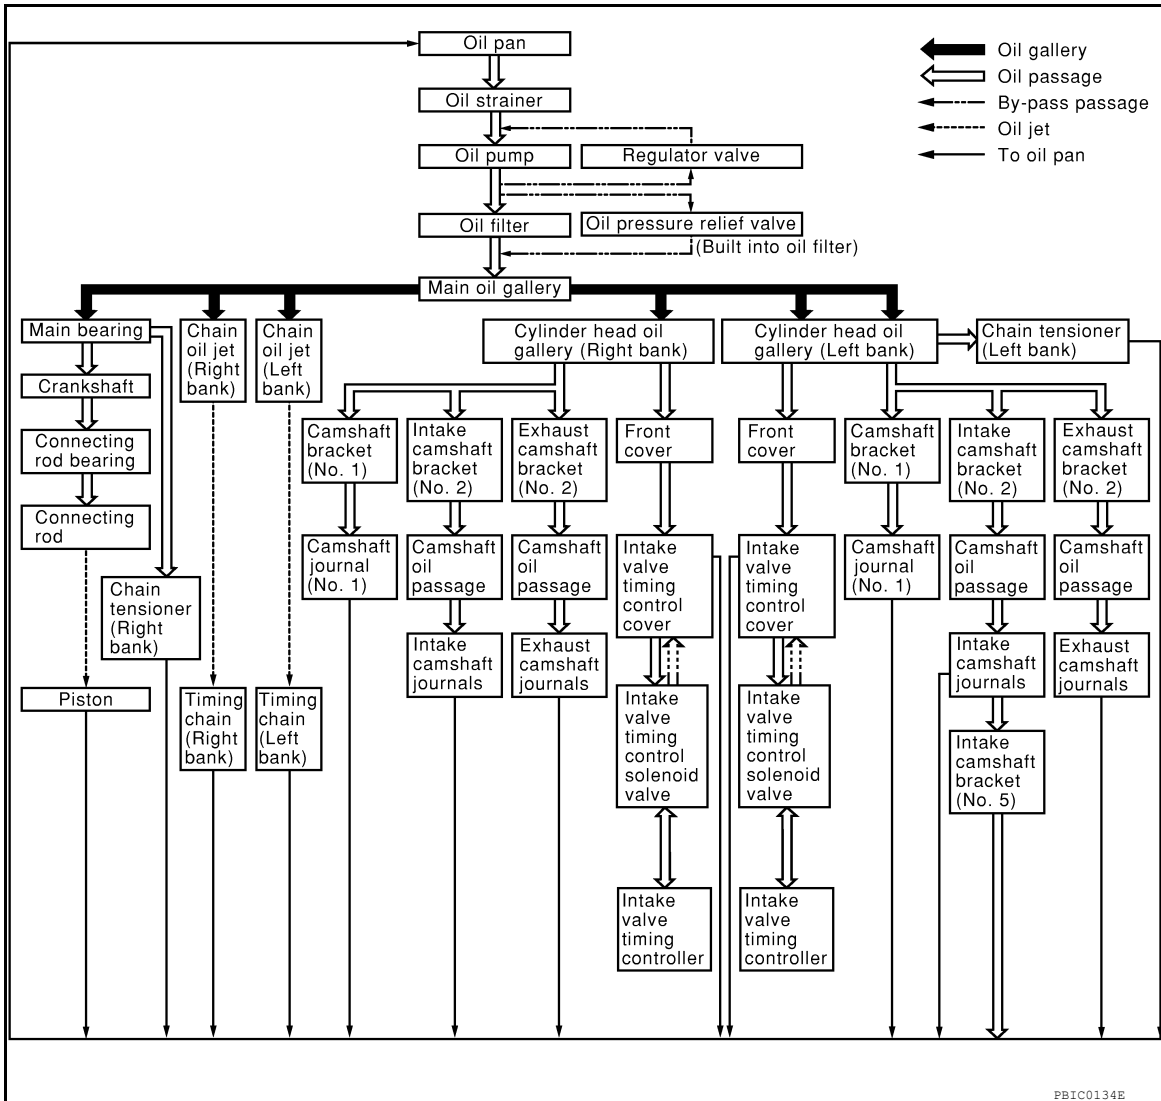 Oil pan
Oil strainer
Oil pump
Regulator valve
Oil filter
Oil pressure relief valve
(Built into oil filter)
Main oil gallery
Oil gallery
Oil passage
By-pass passage
Oil jet
To oil pan
Main bearing
Crankshaft
Connecting
rod bearing
Connecting
rod
Chain
tensioner
(Right
bank)
Piston
Chain
oil jet
(Right
bank)
Timing
chain
(Right
bank)
Chain
oil jet
(Left
bank)
Timing
chain
(Left
bank)
Cylinder head oil
gallery (Right bank)
Camshaft
bracket
(No. 1)
Camshaft
journal
(No. 1)
Intake
camshaft
bracket
(No. 2)
Camshaft
oil
passage
Intake
camshaft
journals
Exhaust
camshaft
bracket
(No. 2)
Camshaft
oil
passage
Exhaust
camshaft
journals
Front
cover
Intake
valve
timing
control
cover
Intake
valve
timing
control
solenoid
valve
Intake
valve
timing
controller
Cylinder head oil
gallery (Left bank)
Chain tensioner
(Left bank)
Front
cover
Intake
valve
timing
control
cover
Intake
valve
timing
control
solenoid
valve
Intake
valve
timing
controller
Camshaft
bracket
(No. 1)
Camshaft
journal
(No. 1)
Intake
camshaft
bracket
(No. 2)
Camshaft
oil
passage
Intake
camshaft
journals
Intake
camshaft
bracket
(No. 5)
Exhaust
camshaft
bracket
(No. 2)
Camshaft
oil
passage
Exhaust
camshaft
journals
PBIC0134E